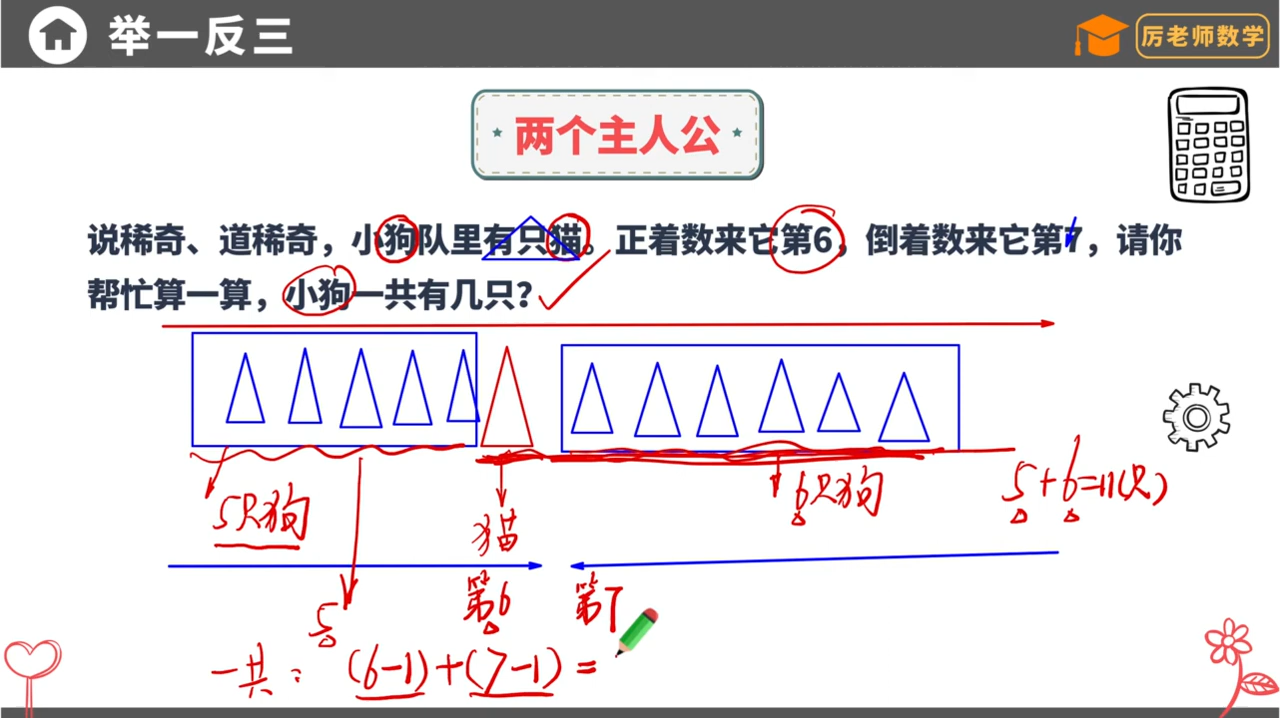 举一反三
厉老师数学
两个主人公
说稀奇、道稀奇，小狗队里有只猫。正着数来它第6，倒着数来它第7，请你
帮忙算一算，小狗一共有几只？
5只狗
猫
6只狗
5+6=11(只)
5
第6
第7
一共：(6-1)+(7-1)=